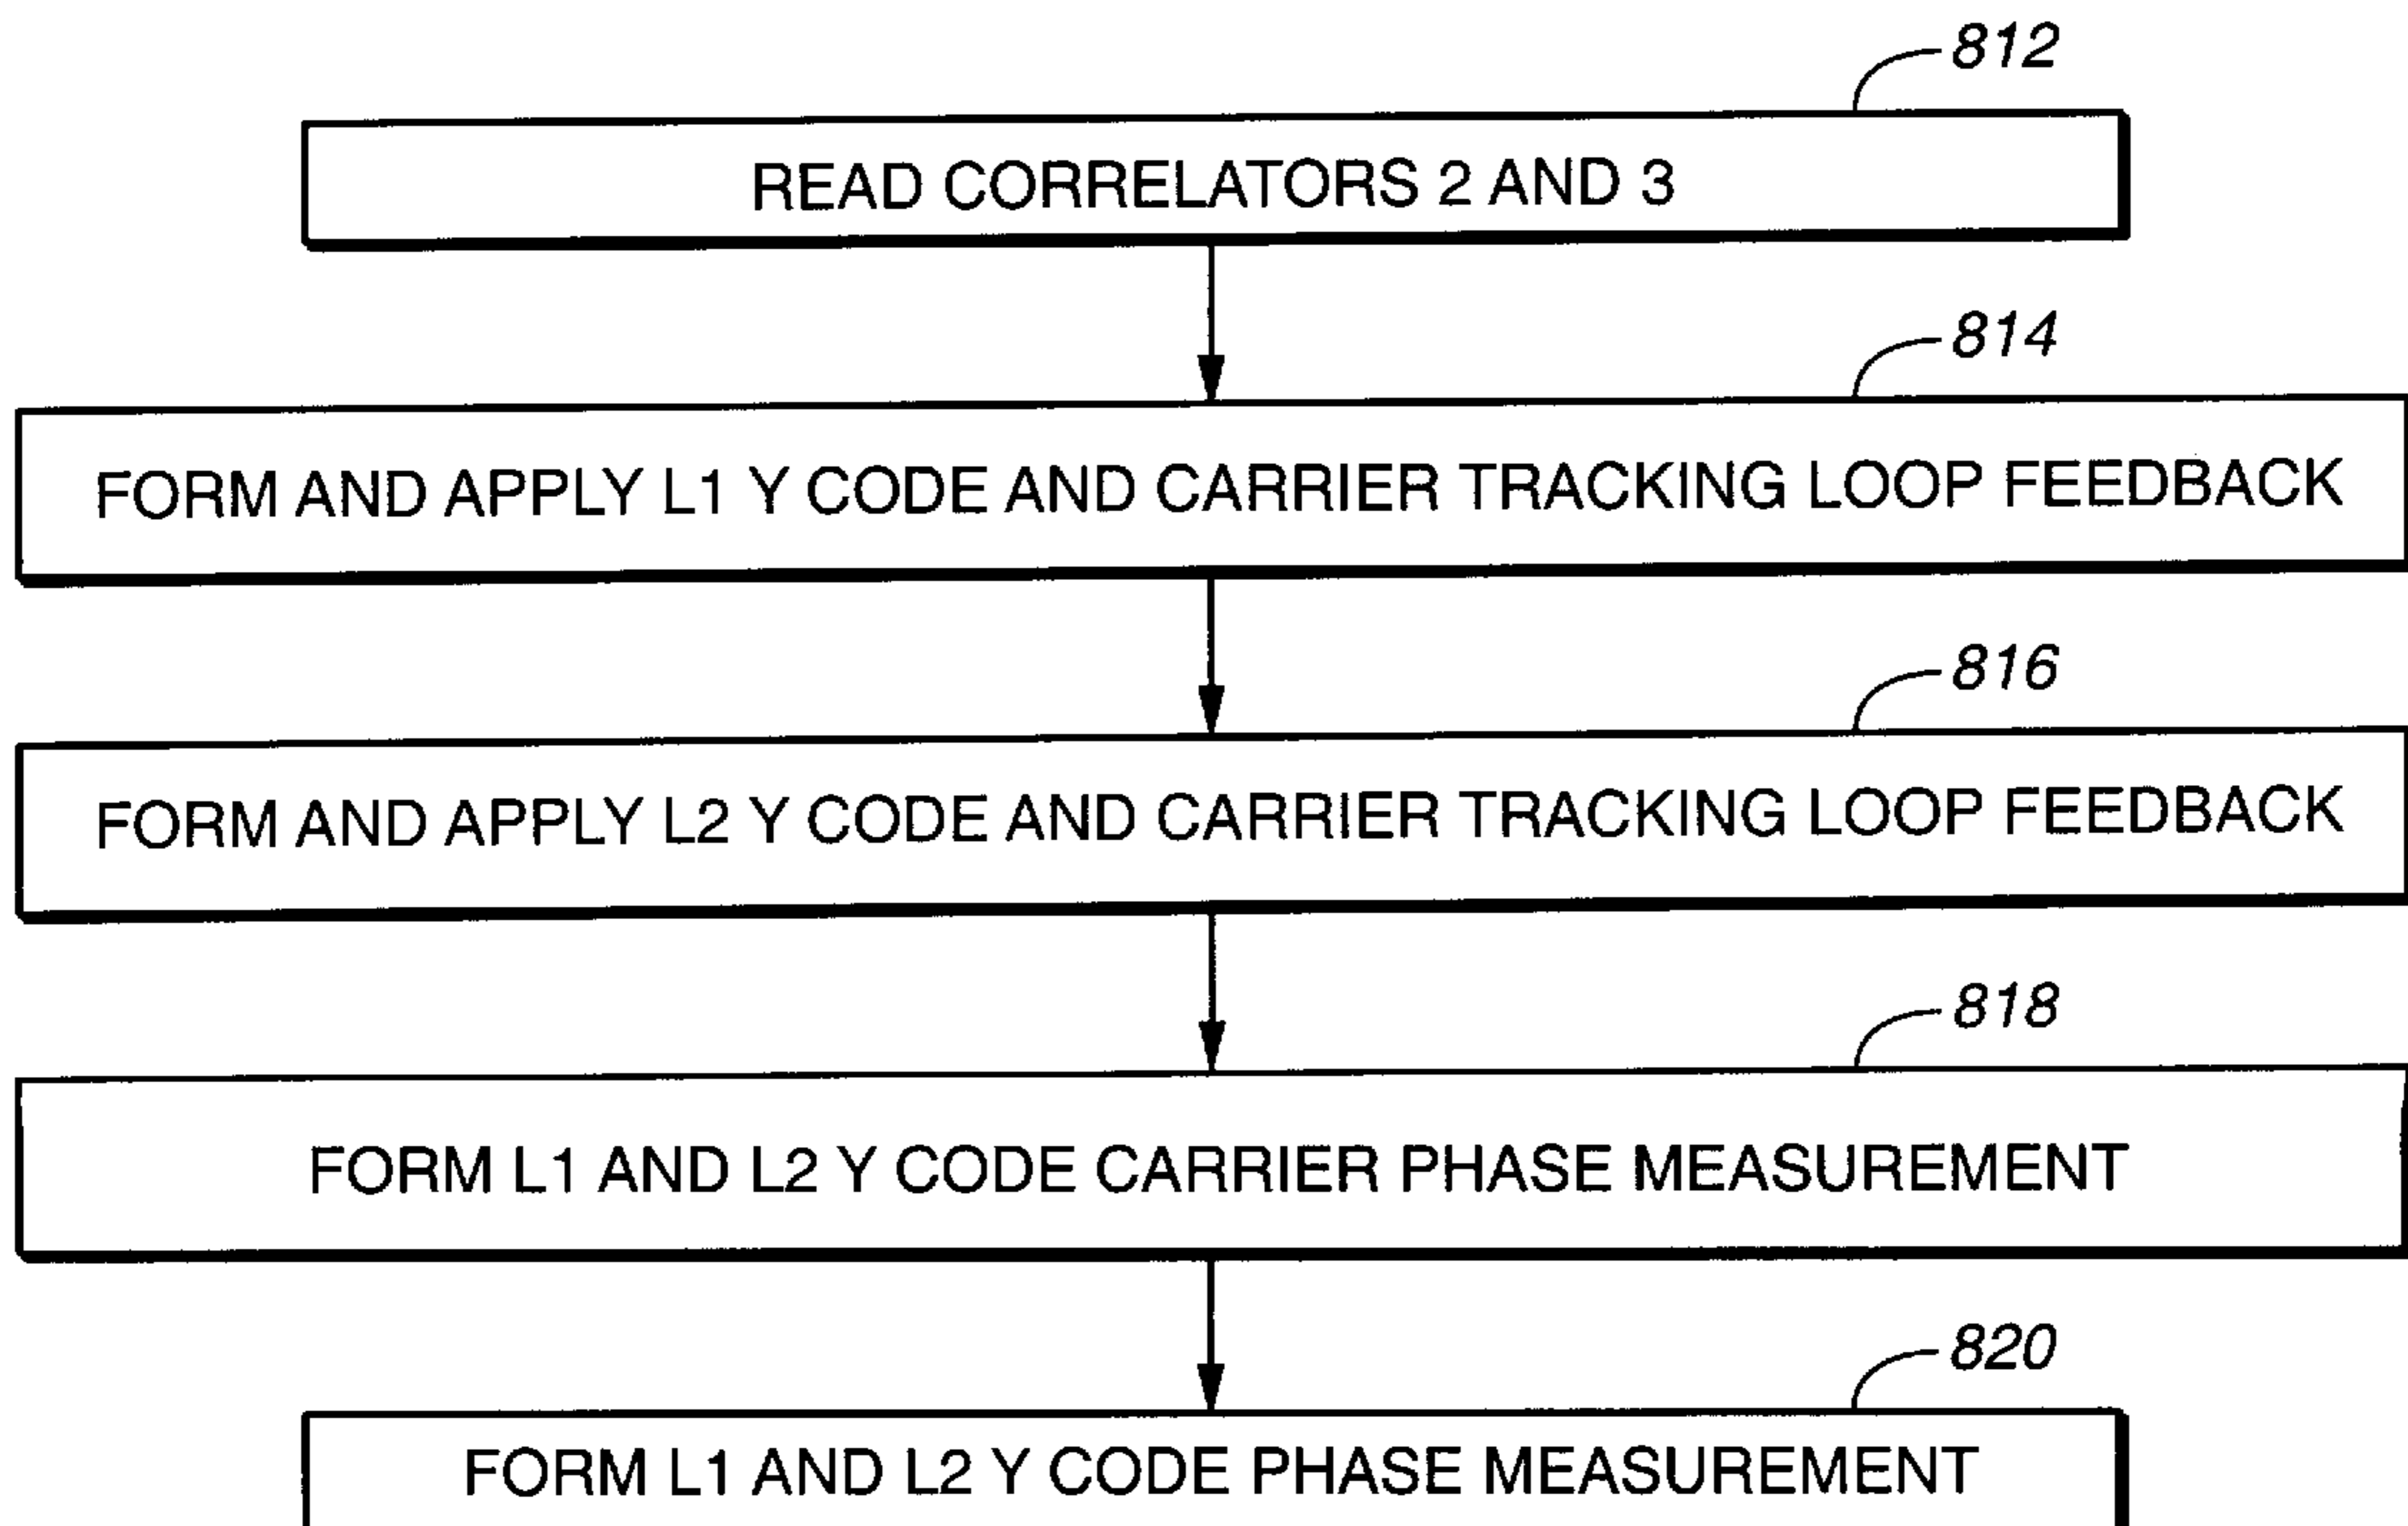 812
READ CORRELATORS 2 AND 3
814
FORM AND APPLY L1 Y CODE AND CARRIER TRACKING LOOP FEEDBACK
816
FORM AND APPLY L2 Y CODE AND CARRIER TRACKING LOOP FEEDBACK
818
FORM L1 AND L2 Y CODE CARRIER PHASE MEASUREMENT
820
FORM L1 AND L2 Y CODE PHASE MEASUREMENT